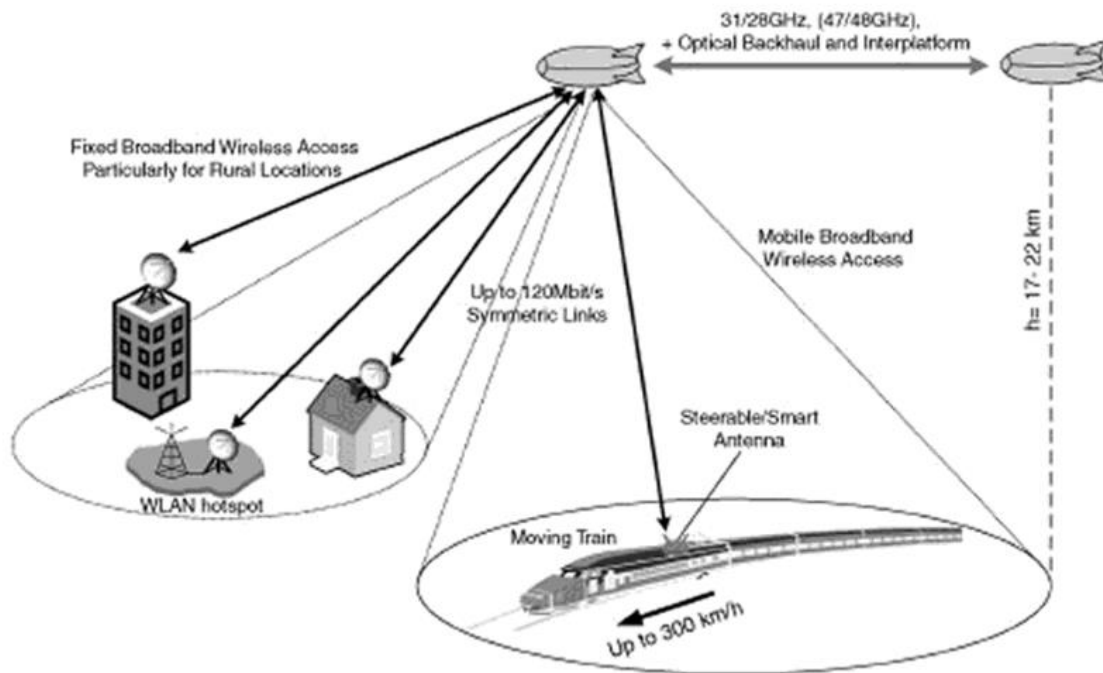 31/28GHz, (47/48GHz),
+ Optical Backhaul and Interplatform
Fixed Broadband Wireless Access
Particularly for Rural Locations
Mobile Broadband
Wireless Access
h= 17- 22 km
Up to 120Mbit/s
Symmetric Links
Steerable/Smart
Antenna
WLAN hotspot
Moving Train
Up to 300 km/h